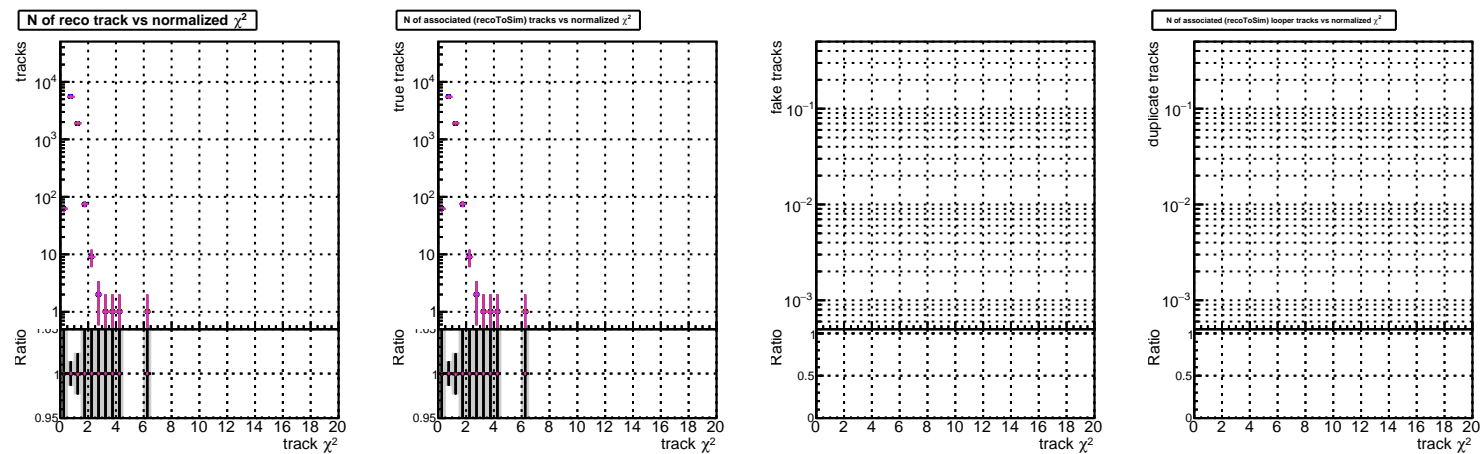 N of reco track vs normalized χ²
N of associated (recoToSim) tracks vs normalized χ²
N of associated (recoToSim) looper tracks vs normalized χ²
tracks
10⁴
10³
10²
10
1
Ratio
1
0.95
0 2 4 6 8 10 12 14 16 18 20
track χ²
true tracks
10⁴
10³
10²
10
1
Ratio
1
0.95
0 2 4 6 8 10 12 14 16 18 20
track χ²
fake tracks
10⁻¹
10⁻²
10⁻³
Ratio
1
0.5
0
0 2 4 6 8 10 12 14 16 18 20
track χ²
duplicate tracks
10⁻¹
10⁻²
10⁻³
Ratio
1
0.5
0
0 2 4 6 8 10 12 14 16 18 20
track χ²